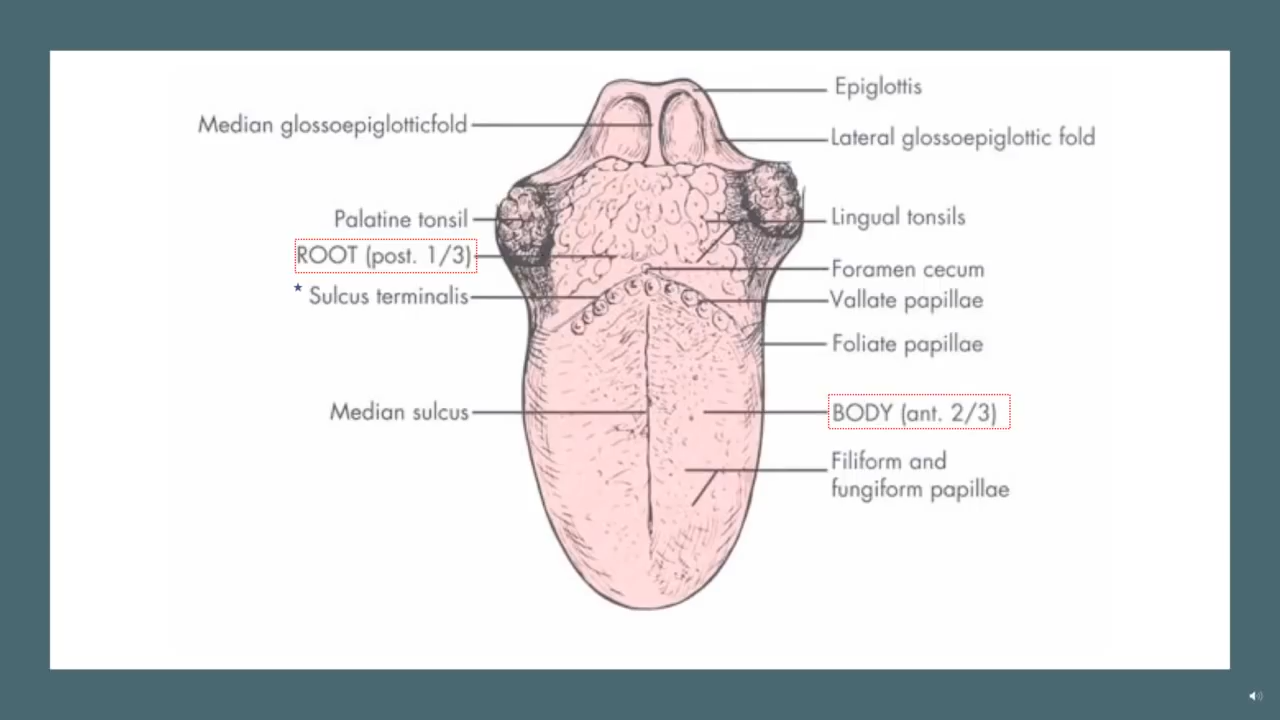 Epiglottis
Median glossoepiglotticfold
Lateral glossoepiglottic fold
Palatine tonsil
Lingual tonsils
ROOT (post. 1/3)
Foramen cecum
* Sulcus terminalis
Vallate papillae
Foliate papillae
Median sulcus
BODY (ant. 2/3)
Filiform and
fungiform papillae